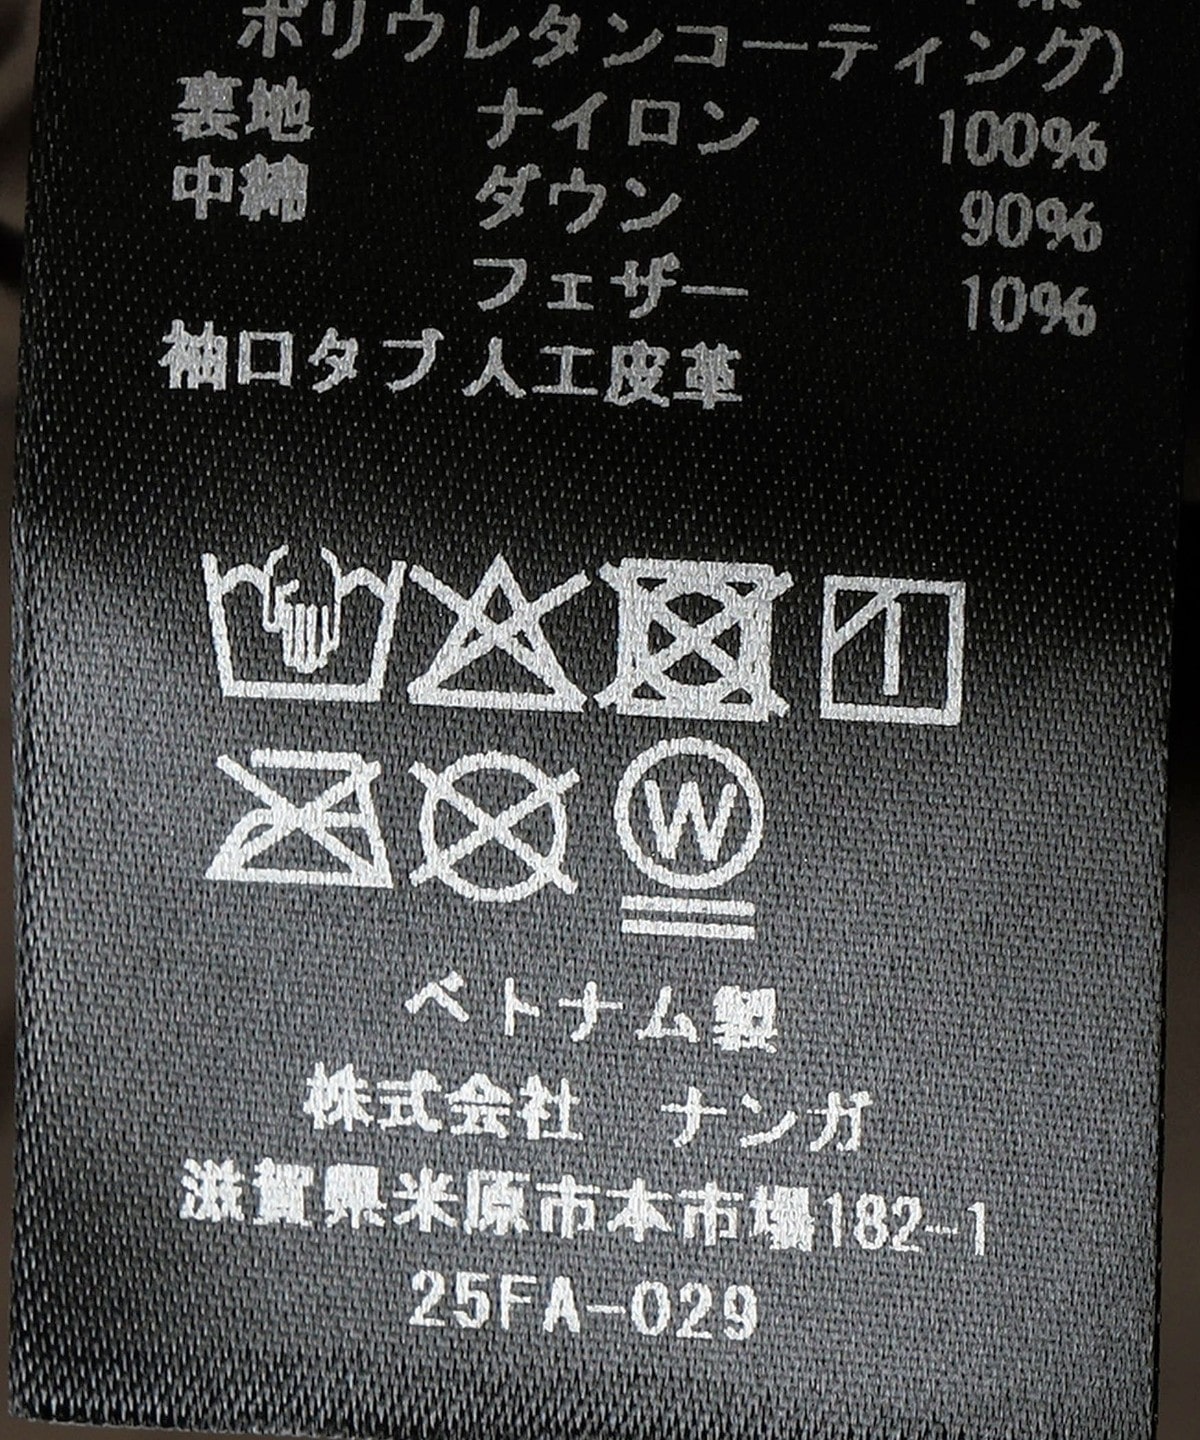 ポリウレタンコーティング)
裏地 ナイロン 100%
中綿 ダウン 90%
フェザー 10%
袖口タブ 人工皮革
W
ベトナム製
株式会社 ナンガ
滋賀県米原市本市場182-1
25FA-029